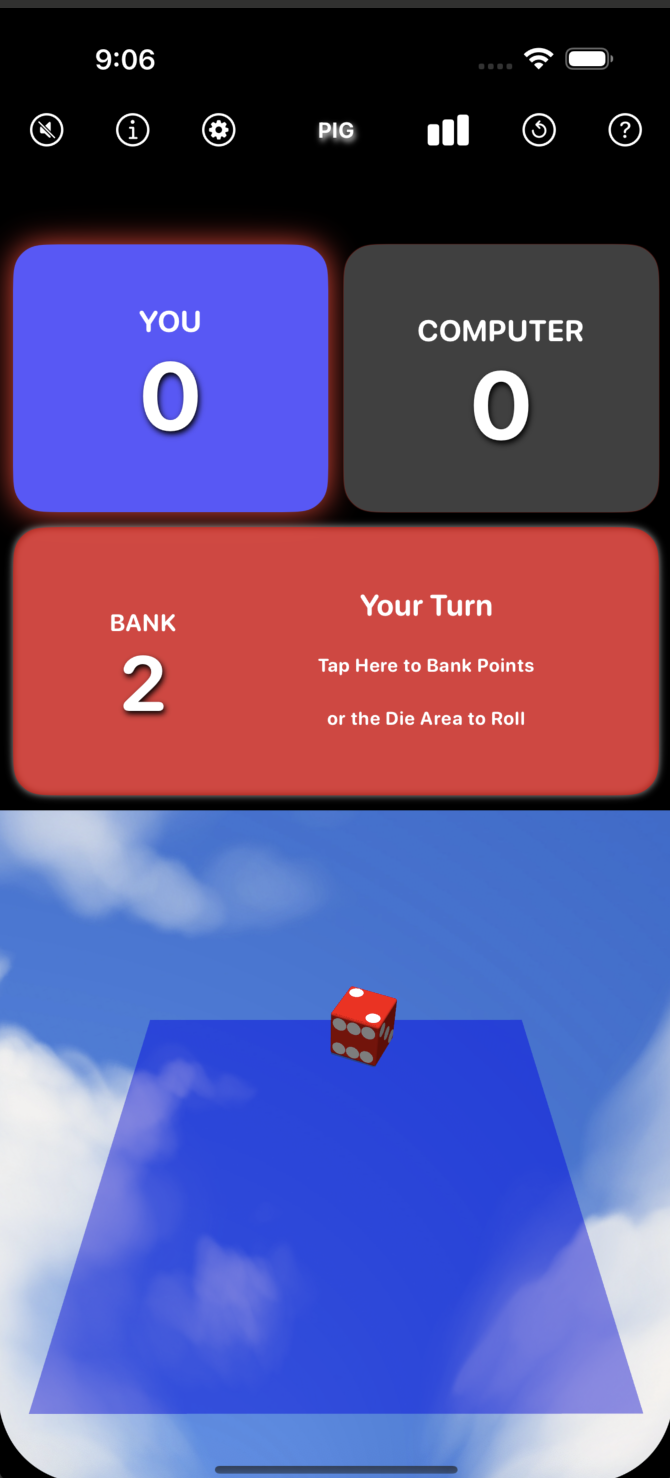 9:06
PIG
YOU
0
COMPUTER
0
BANK
2
Your Turn
Tap Here to Bank Points
or the Die Area to Roll